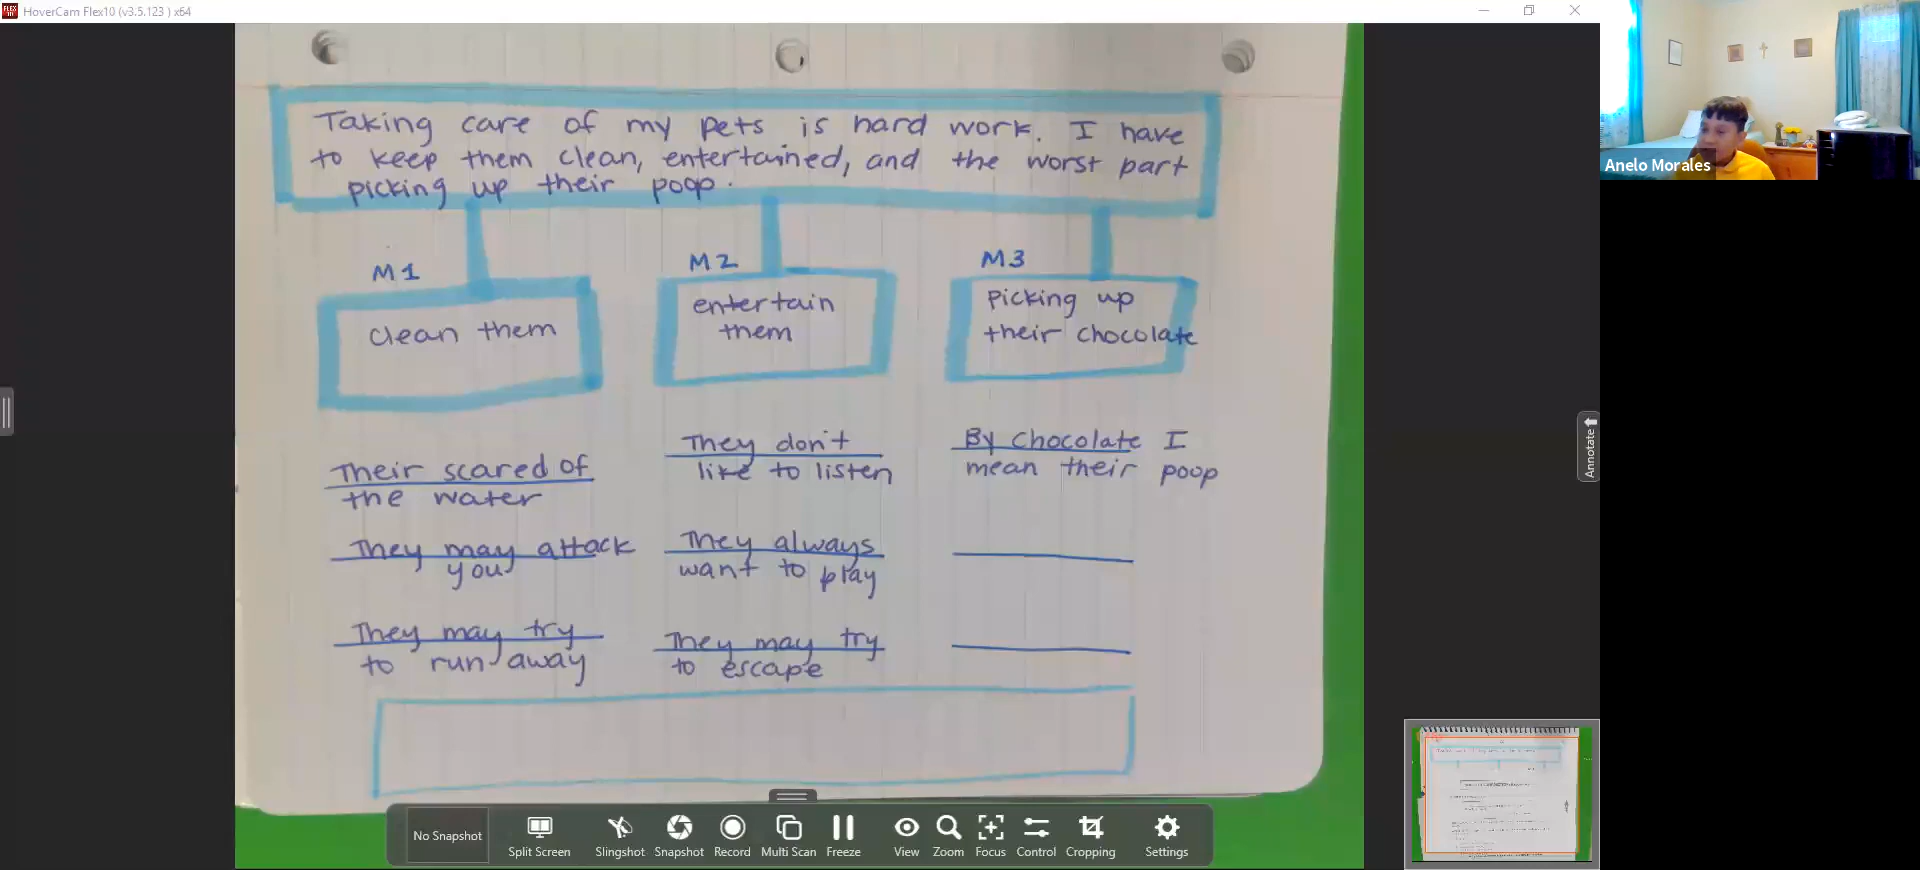 HoverCam Flex10 (v3.5.123 ) x64
Taking care of my pets is hard work. I have
to keep them clean, entertained, and the worst part
picking up their poop.
M1
clean them
Their scared of
the water
They may attack
you
They may try
to run away
M2
entertain
them
They don't
like to listen
They always
want to play
They may try
to escape
M3
Picking up
their chocolate
By chocolate I
mean their poop
Anelo Morales
Annotate
No Snapshot
Split Screen
Slingshot
Snapshot
Record
Multi Scan
Freeze
View
Zoom
Focus
Control
Cropping
Settings